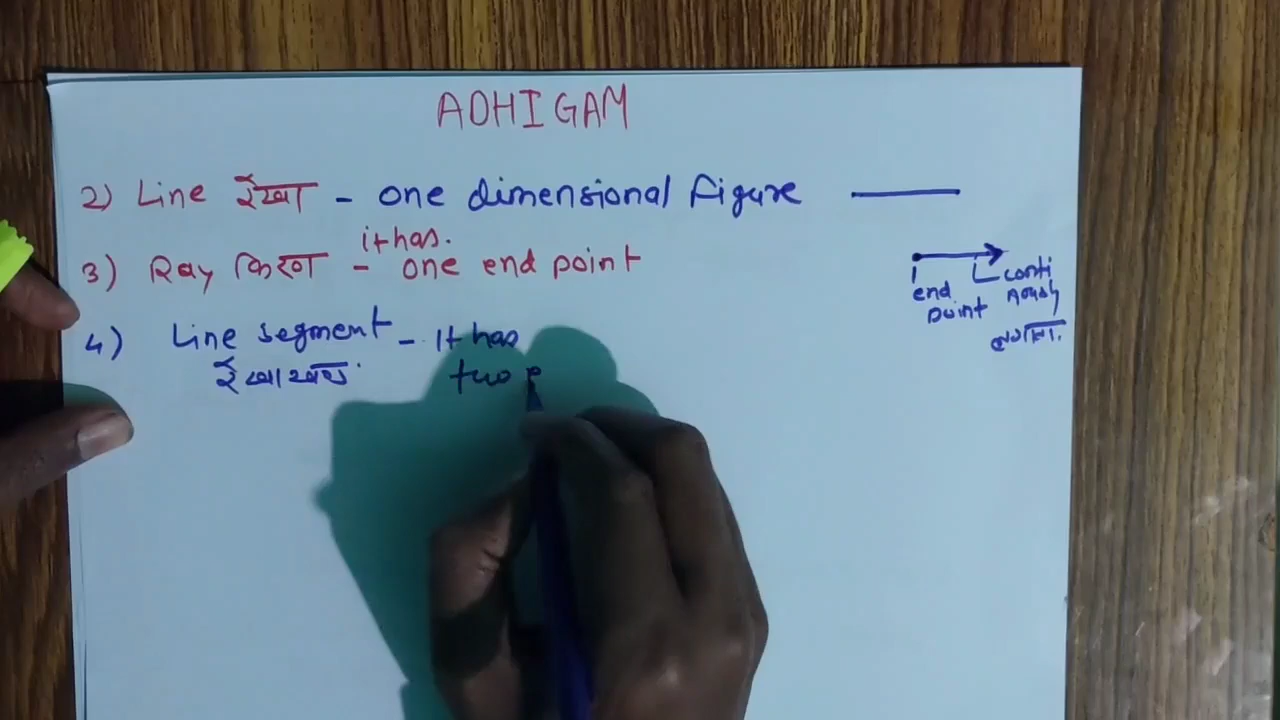 ADHIGAM
2) Line रेखा - one dimensional figure
it has.
3) Ray किरण - one end point
end
point
conti
4) Line segment - It has
रेखाखण्ड two